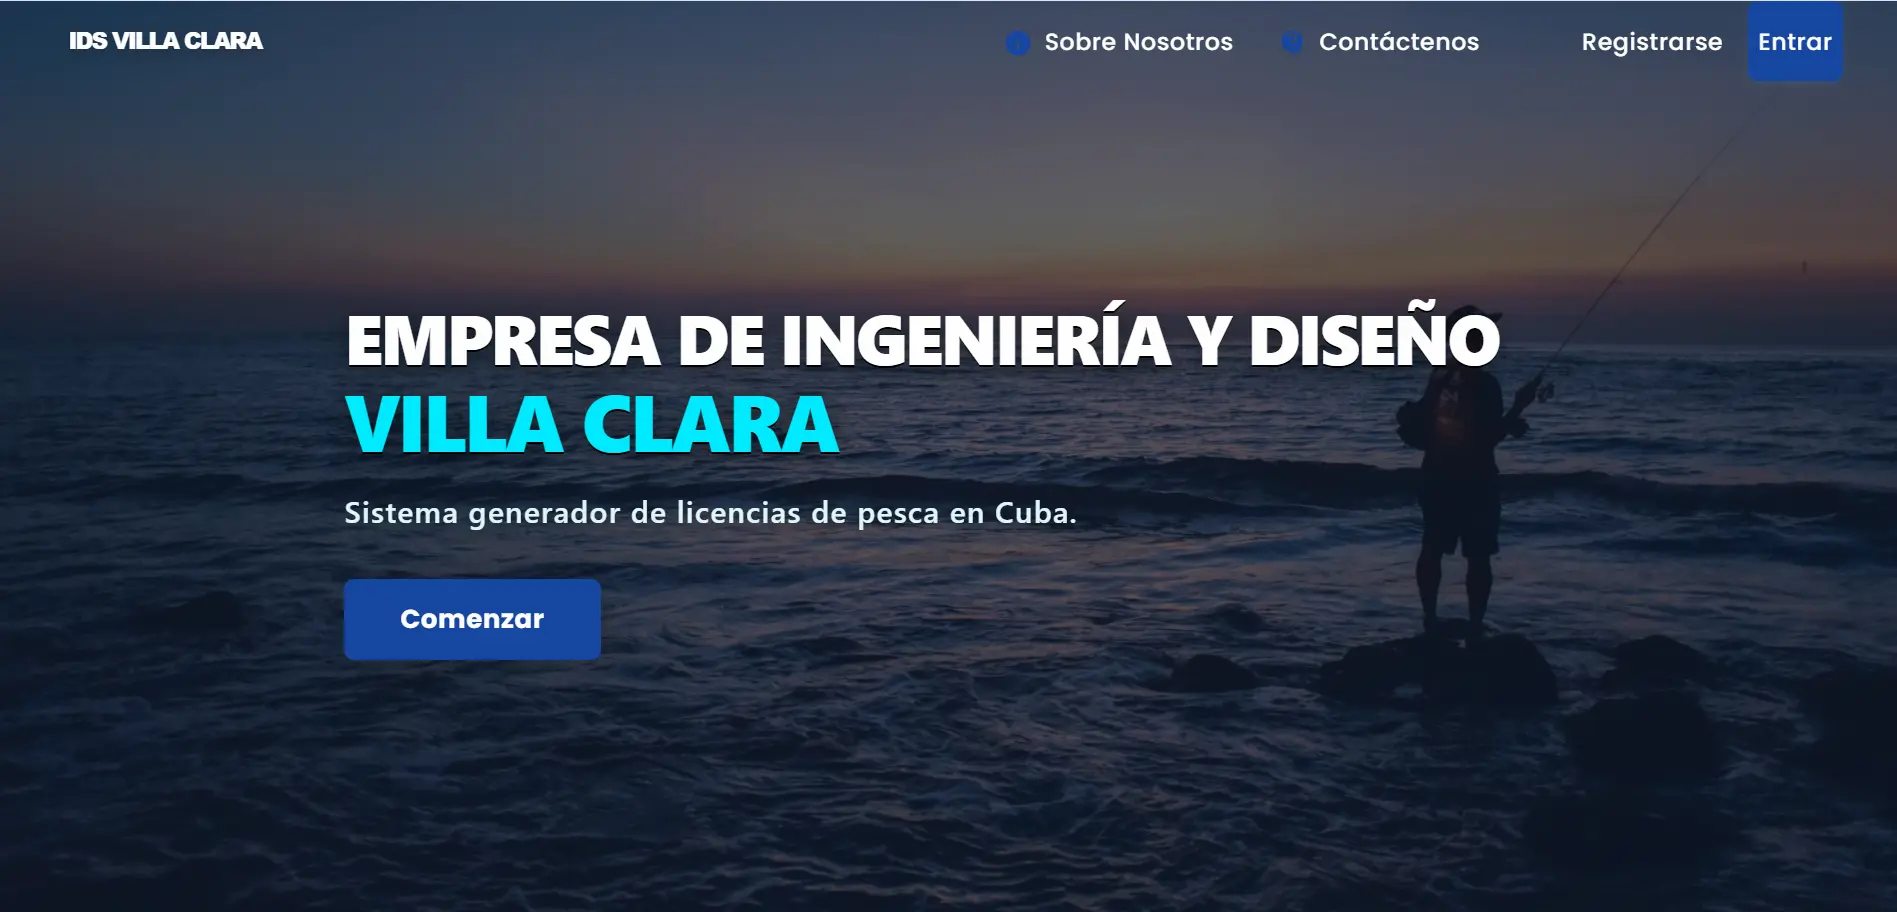 IDS VILLA CLARA
Sobre Nosotros
Contáctenos
Registrarse
Entrar
EMPRESA DE INGENIERÍA Y DISEÑO
VILLA CLARA
Sistema generador de licencias de pesca en Cuba.
Comenzar